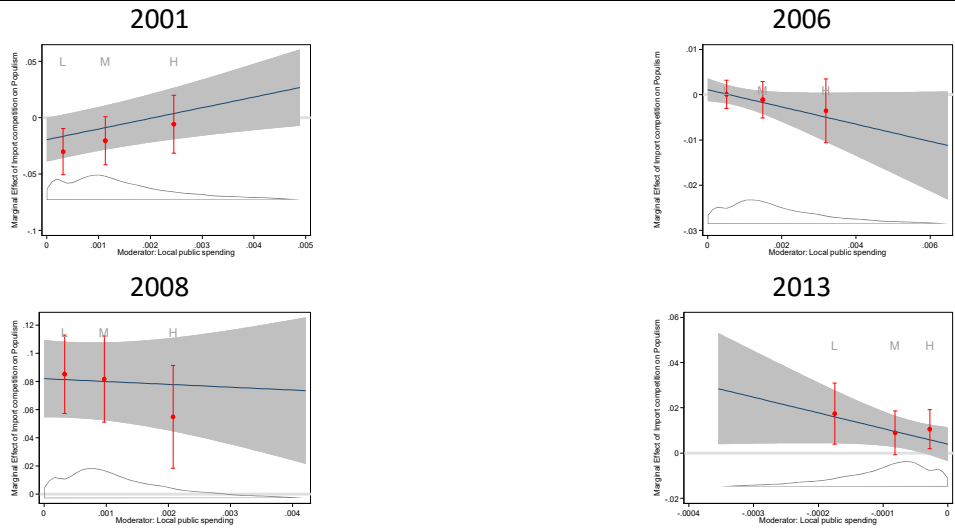 2001
Marginal Effect of Import competition on Populism
.05
0
-.05
-.1
L M H
0 .001 .002 .003 .004 .005
Moderator: Local public spending
2006
Marginal Effect of Import competition on Populism
.01
0
-.01
-.02
-.03
M H
0 .002 .004 .006
Moderator: Local public spending
2008
Marginal Effect of Import competition on Populism
.12
.1
.08
.06
.04
.02
0
L M H
0 .001 .002 .003 .004
Moderator: Local public spending
2013
Marginal Effect of Import competition on Populism
.06
.04
.02
0
-.02
L M H
-.0004 -.0003 -.0002 -.0001 0
Moderator: Local public spending